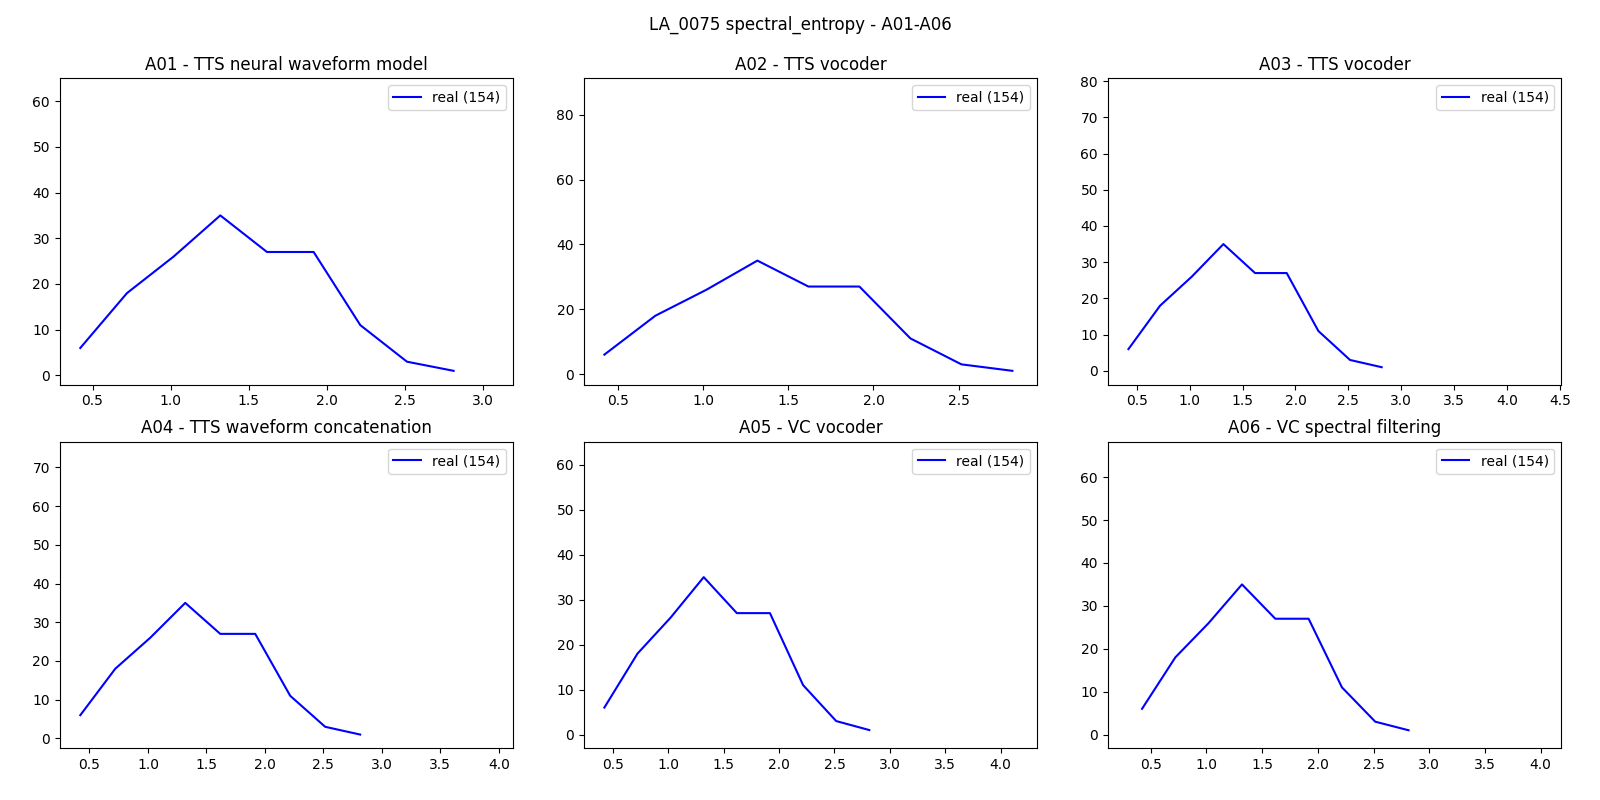 LA_0075 spectral_entropy - A01-A06
A01 - TTS neural waveform model
real (154)
60
50
40
30
20
10
0
0.5 1.0 1.5 2.0 2.5 3.0
A02 - TTS vocoder
real (154)
80
60
40
20
0
0.5 1.0 1.5 2.0 2.5
A03 - TTS vocoder
real (154)
80
70
60
50
40
30
20
10
0
0.5 1.0 1.5 2.0 2.5 3.0 3.5 4.0 4.5
A04 - TTS waveform concatenation
real (154)
70
60
50
40
30
20
10
0
0.5 1.0 1.5 2.0 2.5 3.0 3.5 4.0
A05 - VC vocoder
real (154)
60
50
40
30
20
10
0
0.5 1.0 1.5 2.0 2.5 3.0 3.5 4.0
A06 - VC spectral filtering
real (154)
60
50
40
30
20
10
0
0.5 1.0 1.5 2.0 2.5 3.0 3.5 4.0